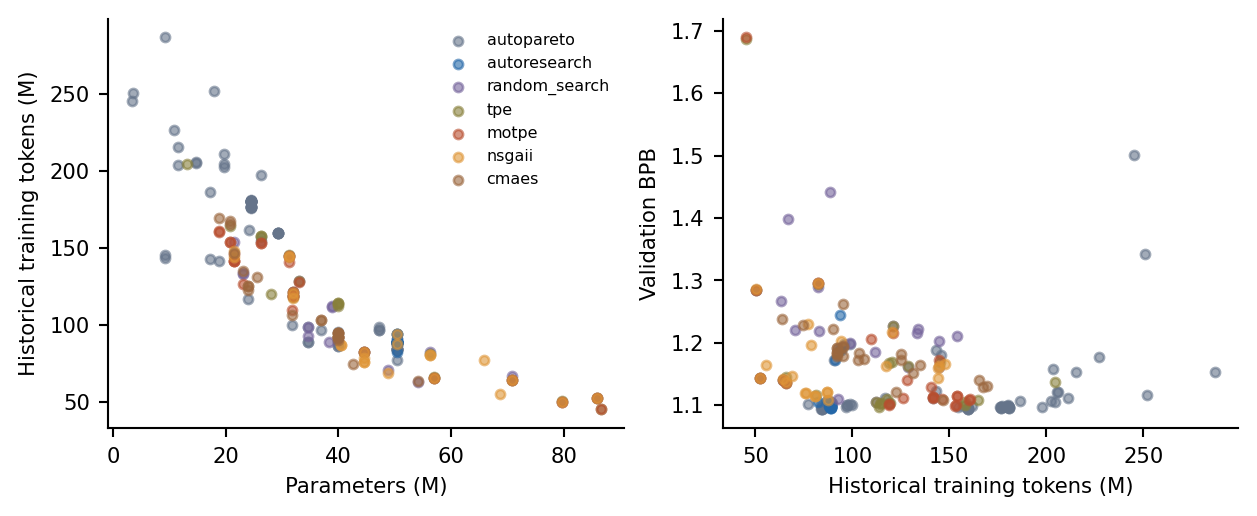 Historical training tokens (M)
250
200
150
100
50
0
20
40
60
80
Parameters (M)
autopareto
autoresearch
random_search
tpe
motpe
nsgaii
cmaes
Validation BPB
1.7
1.6
1.5
1.4
1.3
1.2
1.1
50
100
150
200
250
Historical training tokens (M)